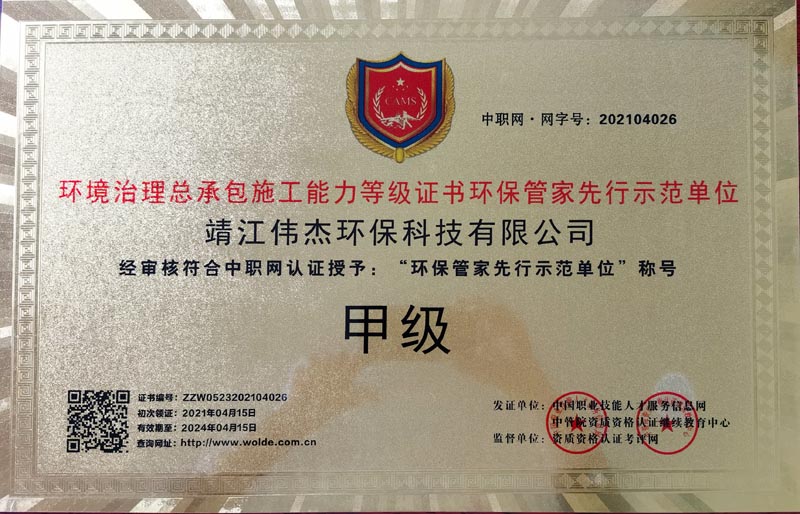 CAMS
中职网·网字号：202104026
环境治理总承包施工能力等级证书环保管家先行示范单位
靖江伟杰环保科技有限公司
经审核符合中职网认证授予：“环保管家先行示范单位”称号
甲级
证书编号：ZZW0523202104026
初次领证：2021年04月15日
有效期至：2024年04月15日
查询网址：http://www.wolde.com.cn
发证单位：中国职业技能人才服务信息网
中管院资质资格认证继续教育中心
监督单位：资质资格认证考评网